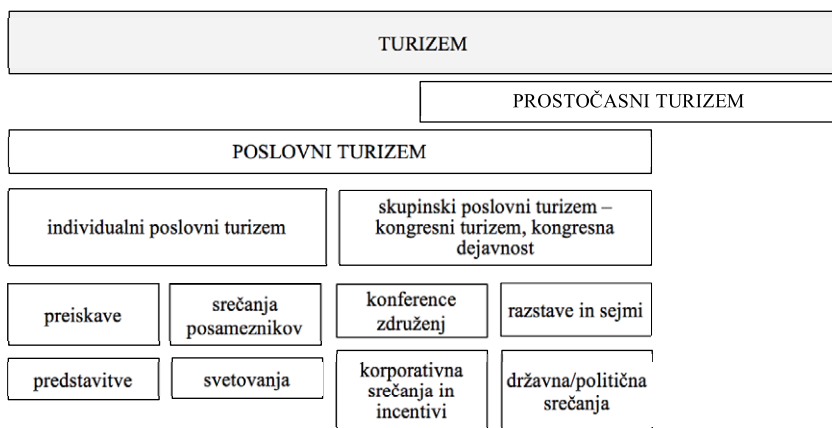 TURIZEM
PROSTOČASNI TURIZEM
POSLOVNI TURIZEM
individualni poslovni turizem
skupinski poslovni turizem –
kongresni turizem, kongresna
dejavnost
preiskave
srečanja
posameznikov
konference
združenj
razstave in sejmi
predstavitve
svetovanja
korporativna
srečanja in
incentivi
državna/politična
srečanja